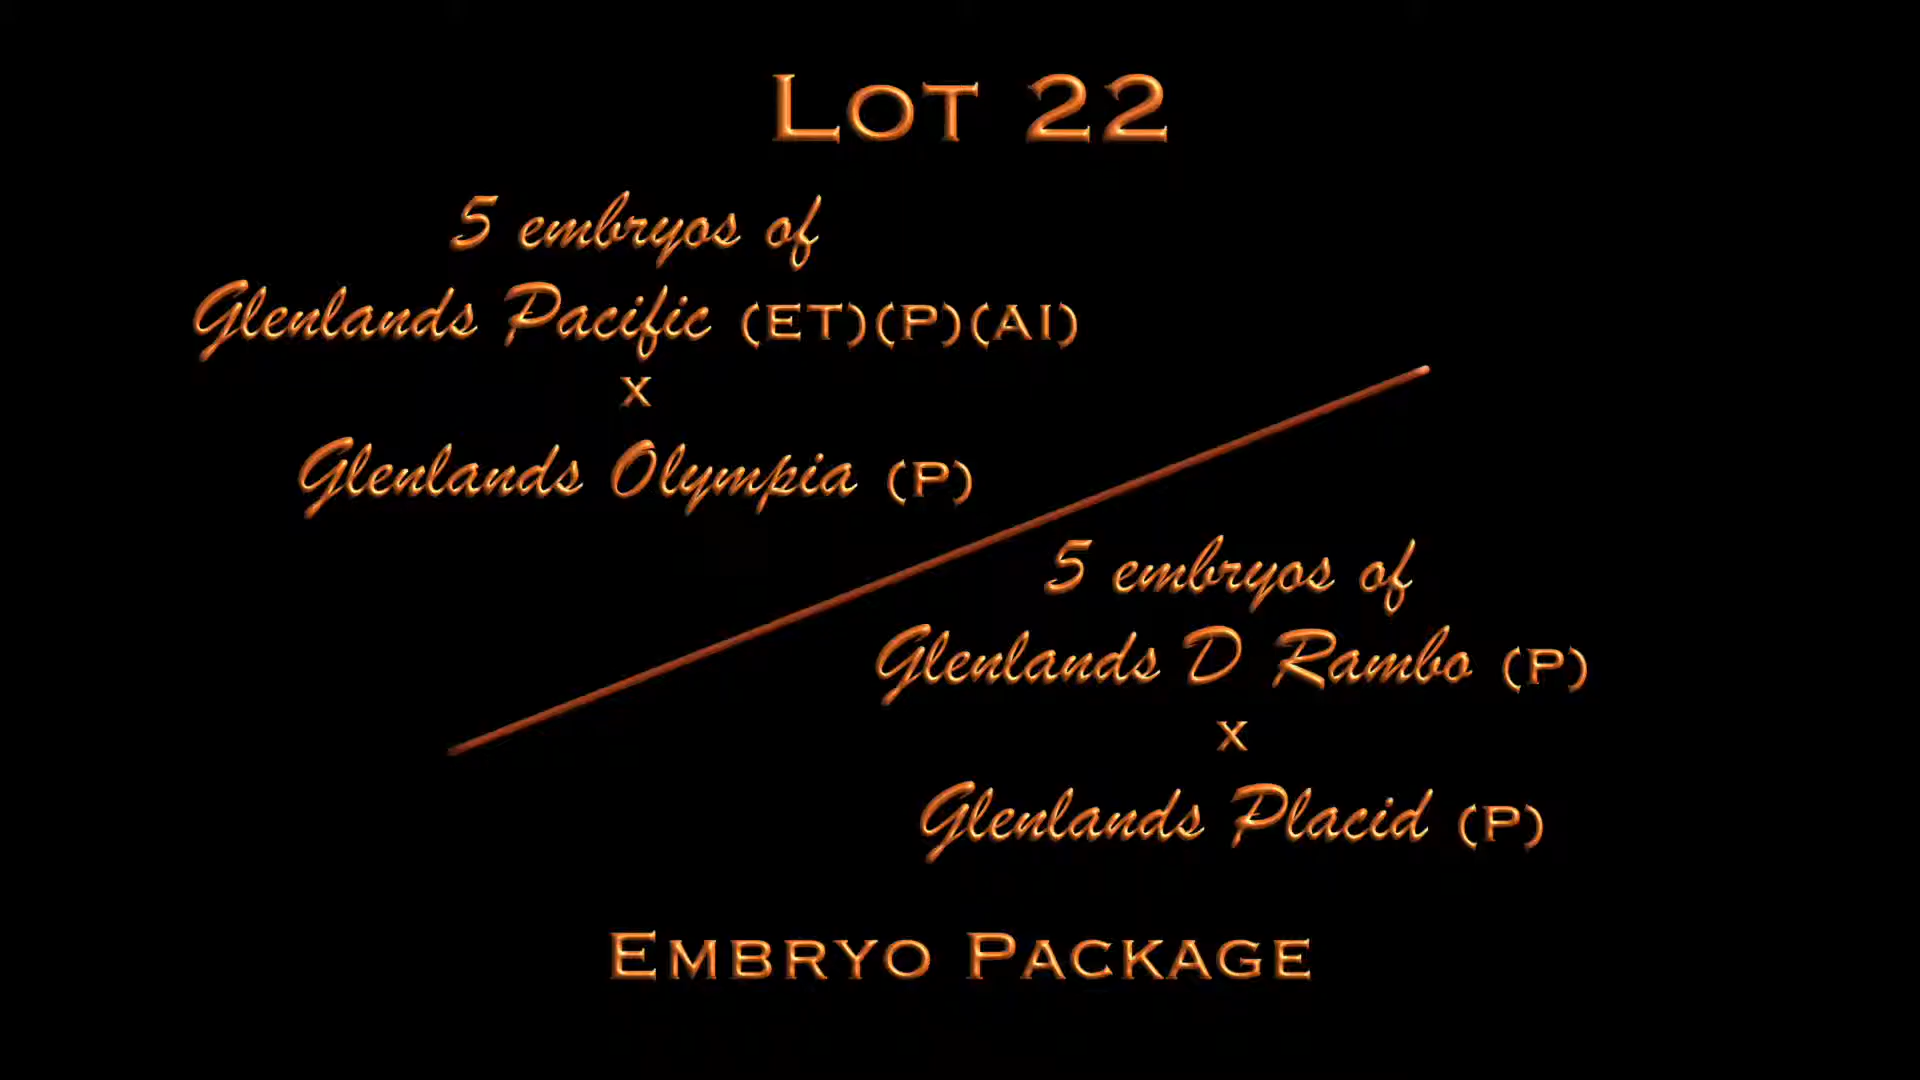 Lot 22
5 embryos of
Glenlands Pacific (ET)(P)(AI)
x
Glenlands Olympia (P)
5 embryos of
Glenlands D Rambo (P)
x
Glenlands Placid (P)
Embryo Package